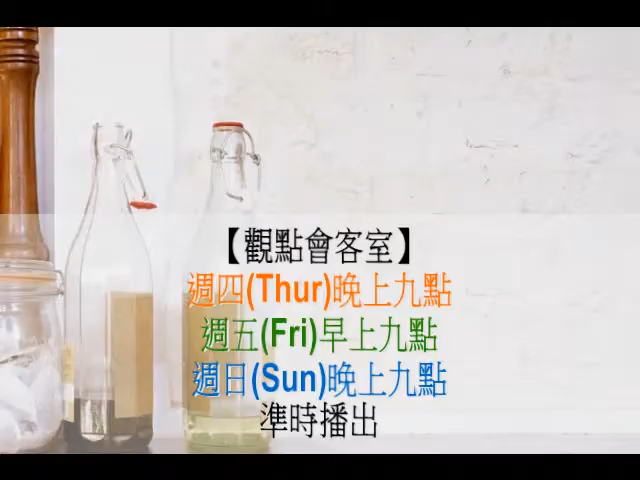 【觀點會客室】
週四(Thur)晚上九點
週五(Fri)早上九點
週日(Sun)晚上九點
準時播出